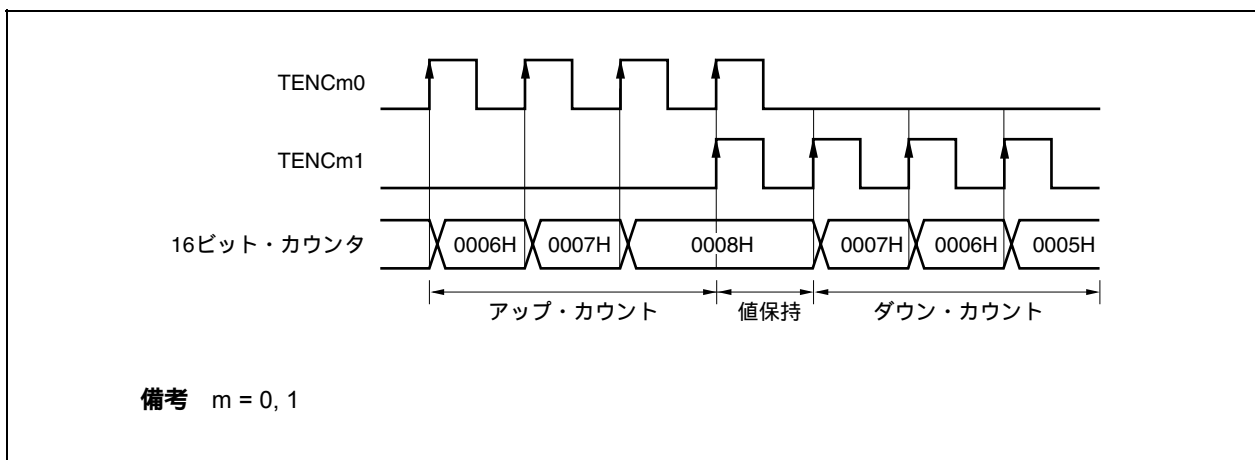 TENCm0
TENCm1
16ビット・カウンタ 0006H 0007H 0008H 0007H 0006H 0005H
アップ・カウント 値保持 ダウン・カウント
備考 m = 0, 1